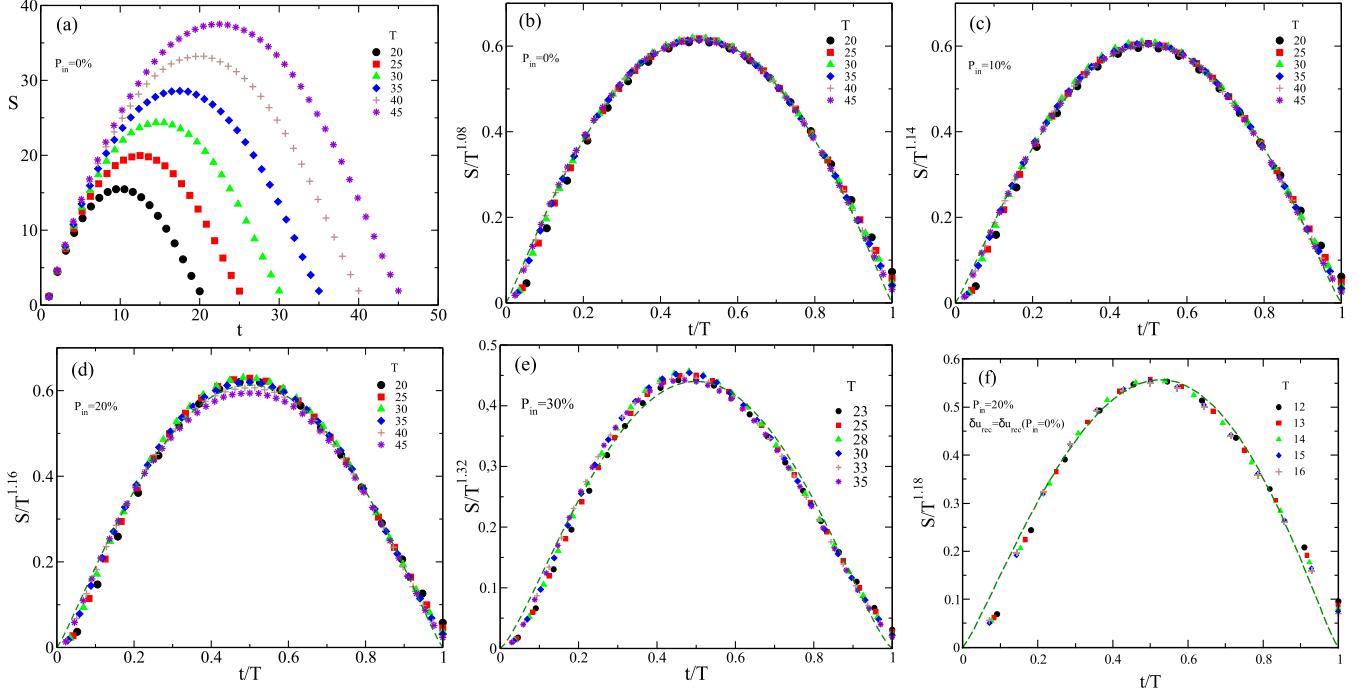 (a)
P_in=0%
S
40
30
20
10
0
0 10 20 30 40 50
t
T
20
25
30
35
40
45
(b)
P_in=0%
S/T^1.08
0.6
0.4
0.2
0
0 0.2 0.4 0.6 0.8 1
t/T
T
20
25
30
35
40
45
(c)
P_in=10%
S/T^1.14
0.6
0.4
0.2
0
0 0.2 0.4 0.6 0.8 1
t/T
T
20
25
30
35
40
45
(d)
P_in=20%
S/T^1.16
0.6
0.4
0.2
0
0 0.2 0.4 0.6 0.8 1
t/T
T
20
25
30
35
40
45
(e)
P_in=30%
S/T^1.32
0.5
0.4
0.3
0.2
0.1
0
0 0.2 0.4 0.6 0.8 1
t/T
T
23
25
28
30
33
35
(f)
P_in=20%
δu_rec=δu_rec(P_in=0%)
S/T^1.18
0.6
0.5
0.4
0.3
0.2
0.1
0
0 0.2 0.4 0.6 0.8 1
t/T
T
12
13
14
15
16